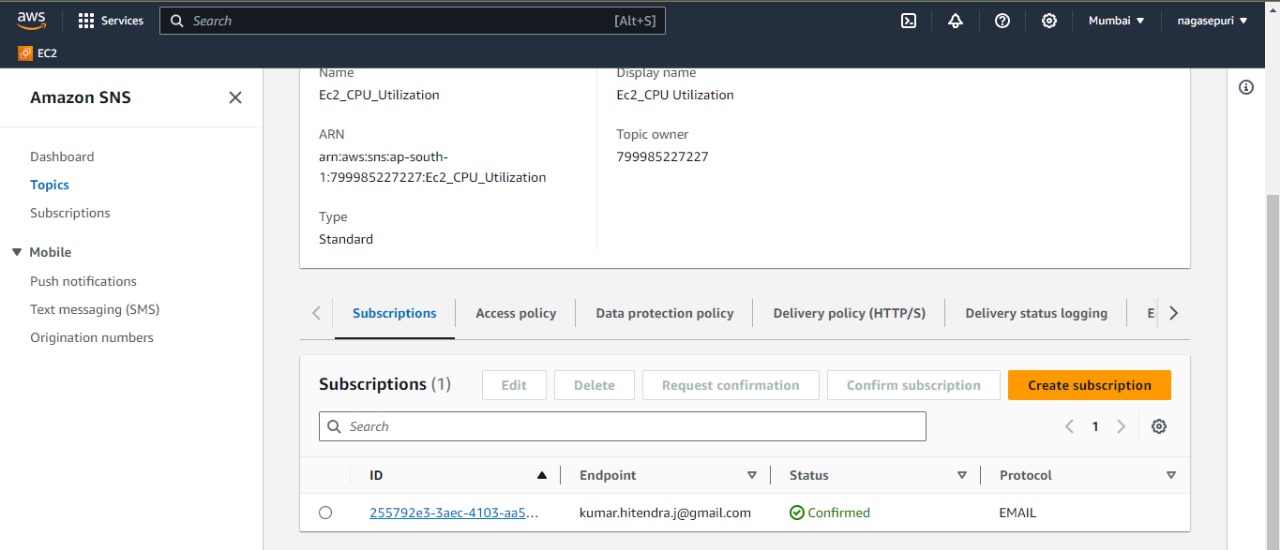 aws
Services
Search
[Alt+S]
Mumbai
nagasepuri
EC2
Amazon SNS
Dashboard
Topics
Subscriptions
Mobile
Push notifications
Text messaging (SMS)
Origination numbers
Name
Ec2_CPU_Utilization
ARN
arn:aws:sns:ap-south-
1:799985227227:Ec2_CPU_Utilization
Type
Standard
Display name
Ec2_CPU Utilization
Topic owner
799985227227
Subscriptions
Access policy
Data protection policy
Delivery policy (HTTP/S)
Delivery status logging
E
Subscriptions (1)
Edit
Delete
Request confirmation
Confirm subscription
Create subscription
Search
1
ID
Endpoint
Status
Protocol
255792e3-3aec-4103-aa5...
kumar.hitendra.j@gmail.com
Confirmed
EMAIL